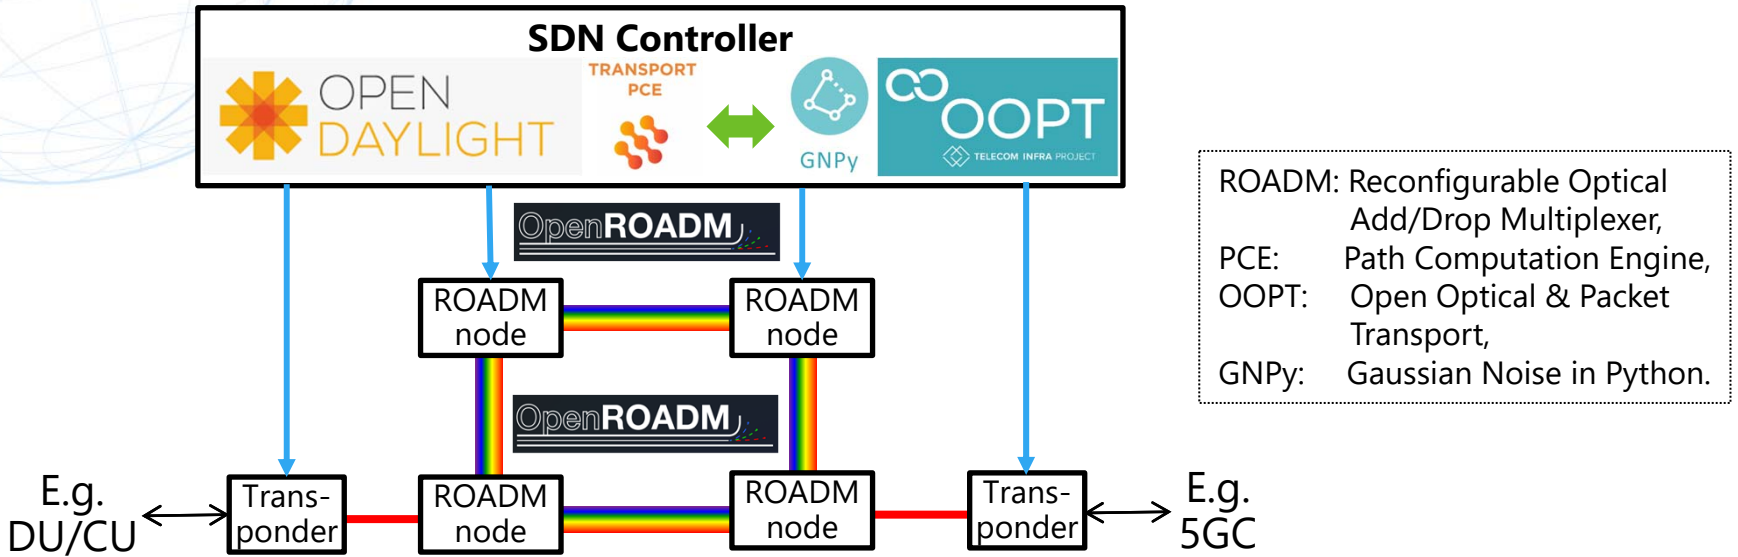 SDN Controller
OPEN
DAYLIGHT
TRANSPORT
PCE
GNPy
OOPT
TELECOM INFRA PROJECT
OpenROADM
ROADM
node
ROADM
node
OpenROADM
E.g.
DU/CU
Trans-
ponder
ROADM
node
ROADM
node
Trans-
ponder
E.g.
5GC
ROADM: Reconfigurable Optical
Add/Drop Multiplexer,
PCE: Path Computation Engine,
OOPT: Open Optical & Packet
Transport,
GNPy: Gaussian Noise in Python.